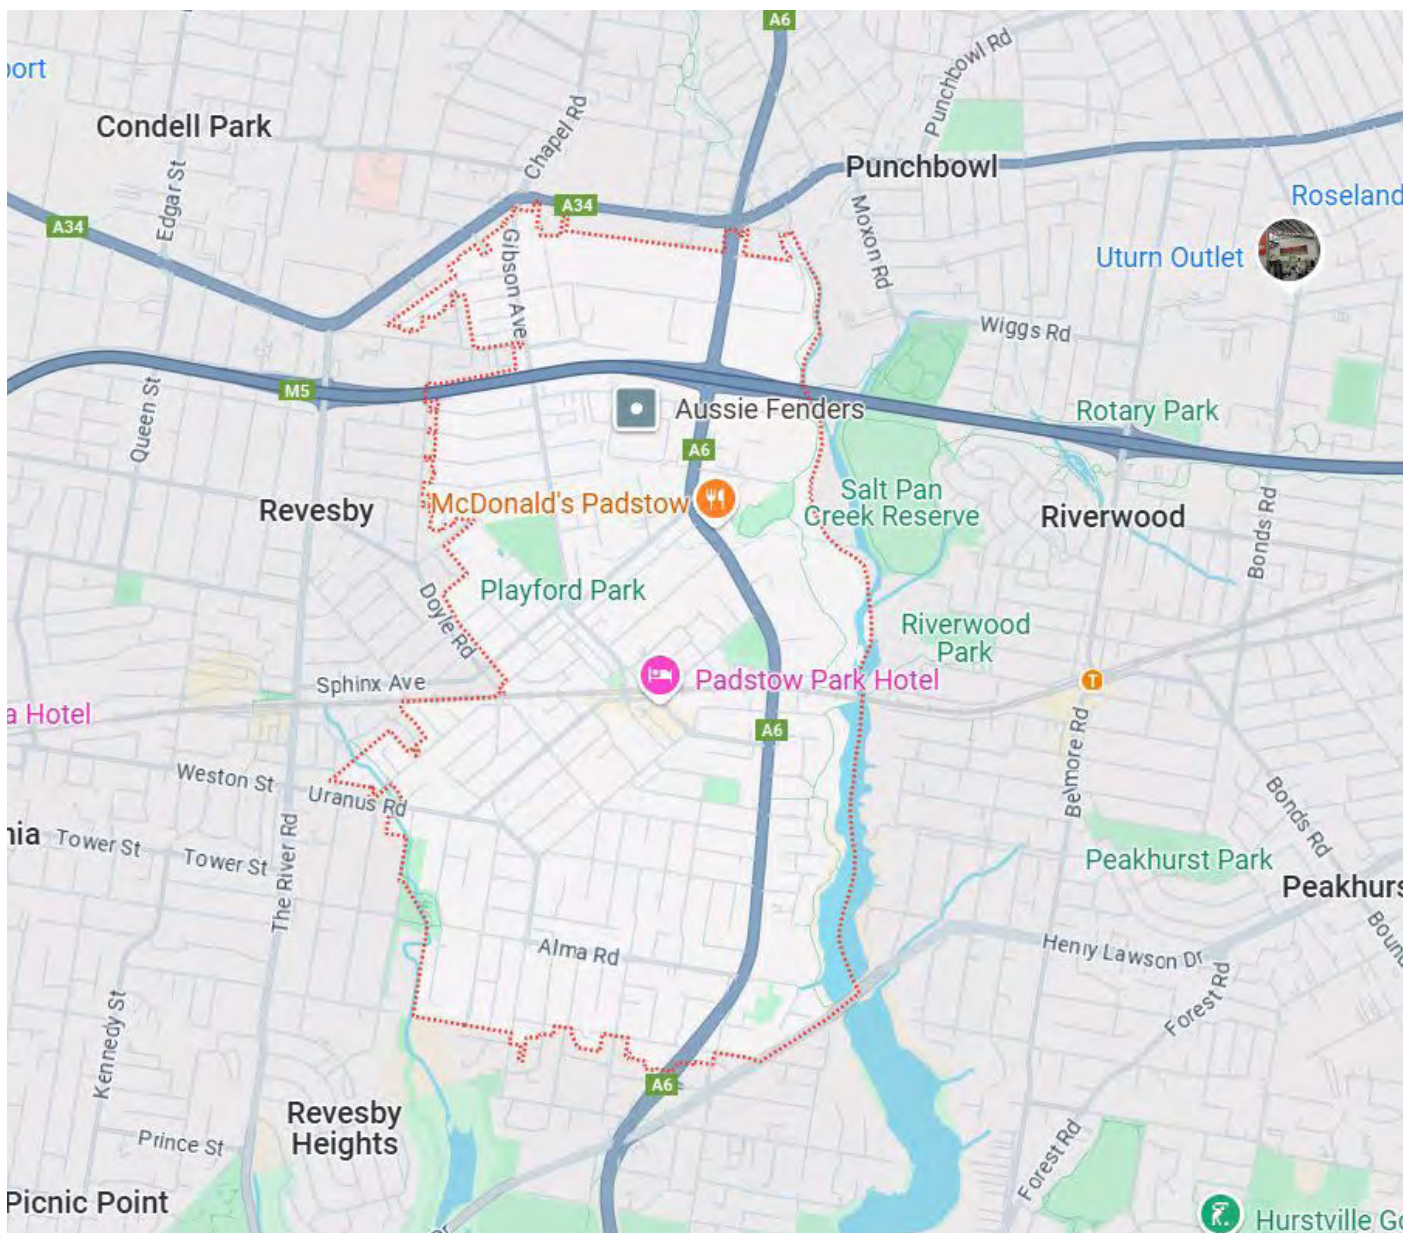 A6
Punchbowl Rd
port
Chapel Rd
Condell Park
Punchbowl
Edgar St
A34
Roseland
Moxon Rd
A34
Gibson Ave
Uturn Outlet
Wiggs Rd
M5
Queen St
Aussie Fenders
Rotary Park
A6
Salt Pan
Creek Reserve
McDonald's Padstow
Revesby
Riverwood
Bonds Rd
Playford Park
Doyle Rd
Riverwood
Park
Sphinx Ave
Padstow Park Hotel
T
a Hotel
A6
Belmore Rd
Weston St
Uranus Rd
Bonds Rd
nia
Tower St
Tower St
The River Rd
Peakhurst Park
Peakhurs
Alma Rd
Henry Lawson Dr
Bound
Forest Rd
Kennedy St
A6
Revesby
Heights
Prince St
Forest Rd
Picnic Point
or
Hurstville Go